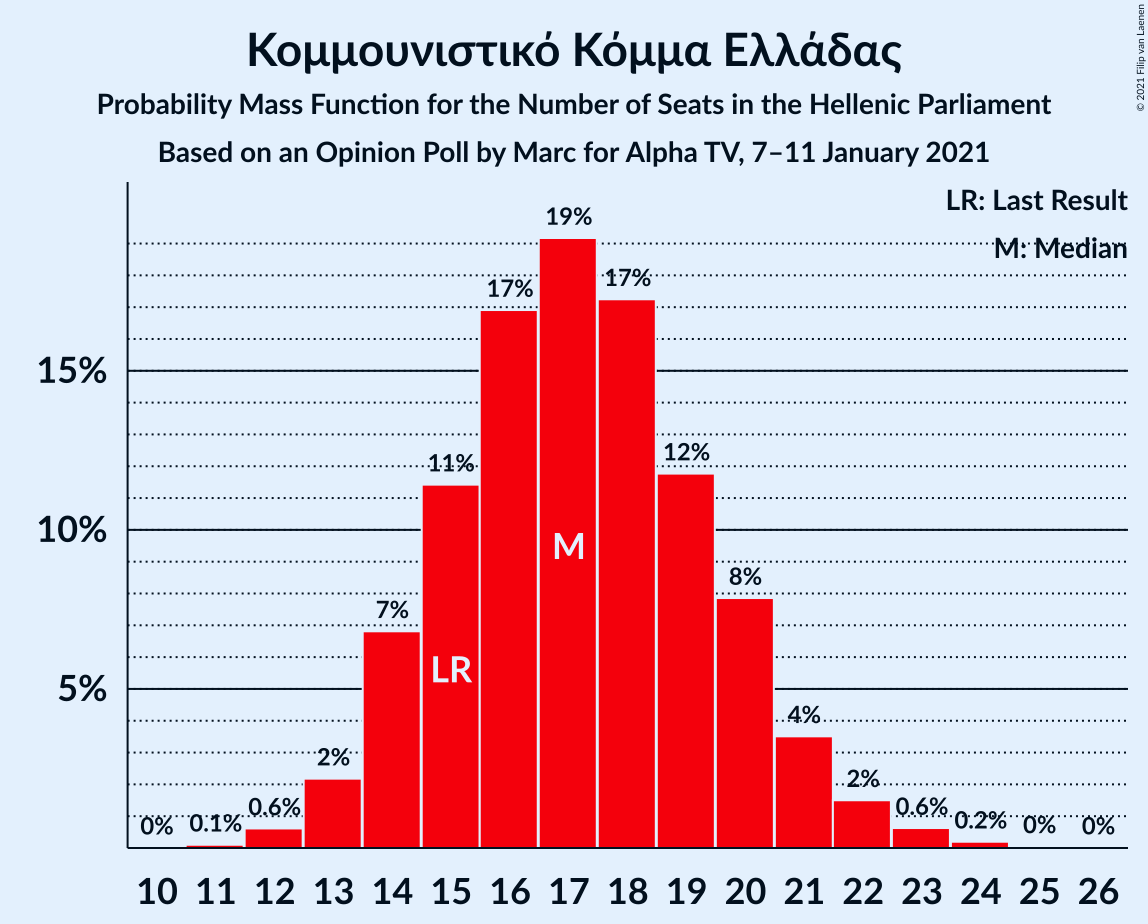 © 2021 Filip van Laenen
Κομμουνιστικό Κόμμα Ελλάδας
Probability Mass Function for the Number of Seats in the Hellenic Parliament
Based on an Opinion Poll by Marc for Alpha TV, 7–11 January 2021
LR: Last Result
M: Median
15%
10%
5%
0% 0.1% 0.6% 2% 7% 11% 17% 19% 17% 12% 8% 4% 2% 0.6% 0.2% 0% 0%
M
LR
10 11 12 13 14 15 16 17 18 19 20 21 22 23 24 25 26